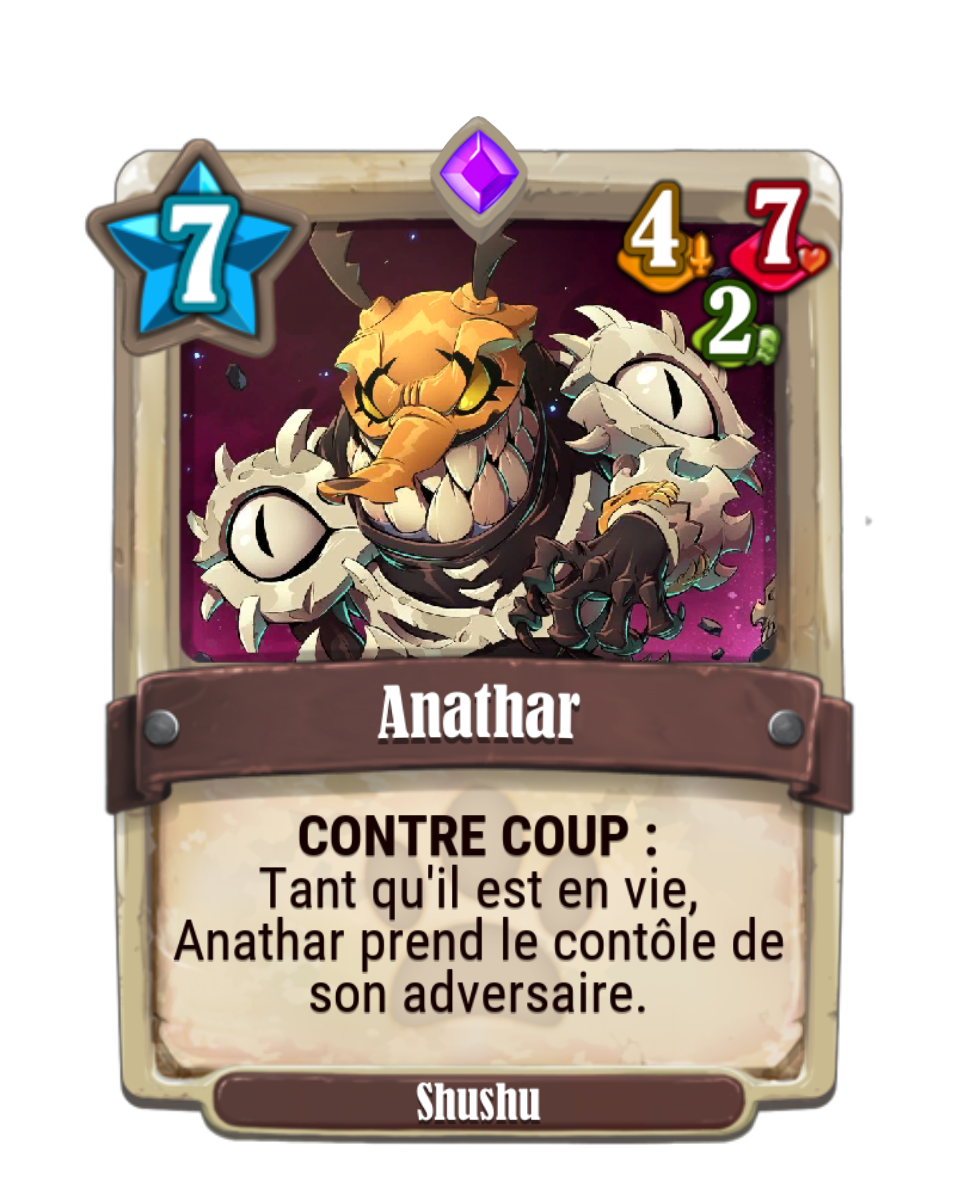 7
4
7
2
Anathar
CONTRE COUP :
Tant qu'il est en vie,
Anathar prend le contôle de
son adversaire.
Shushu